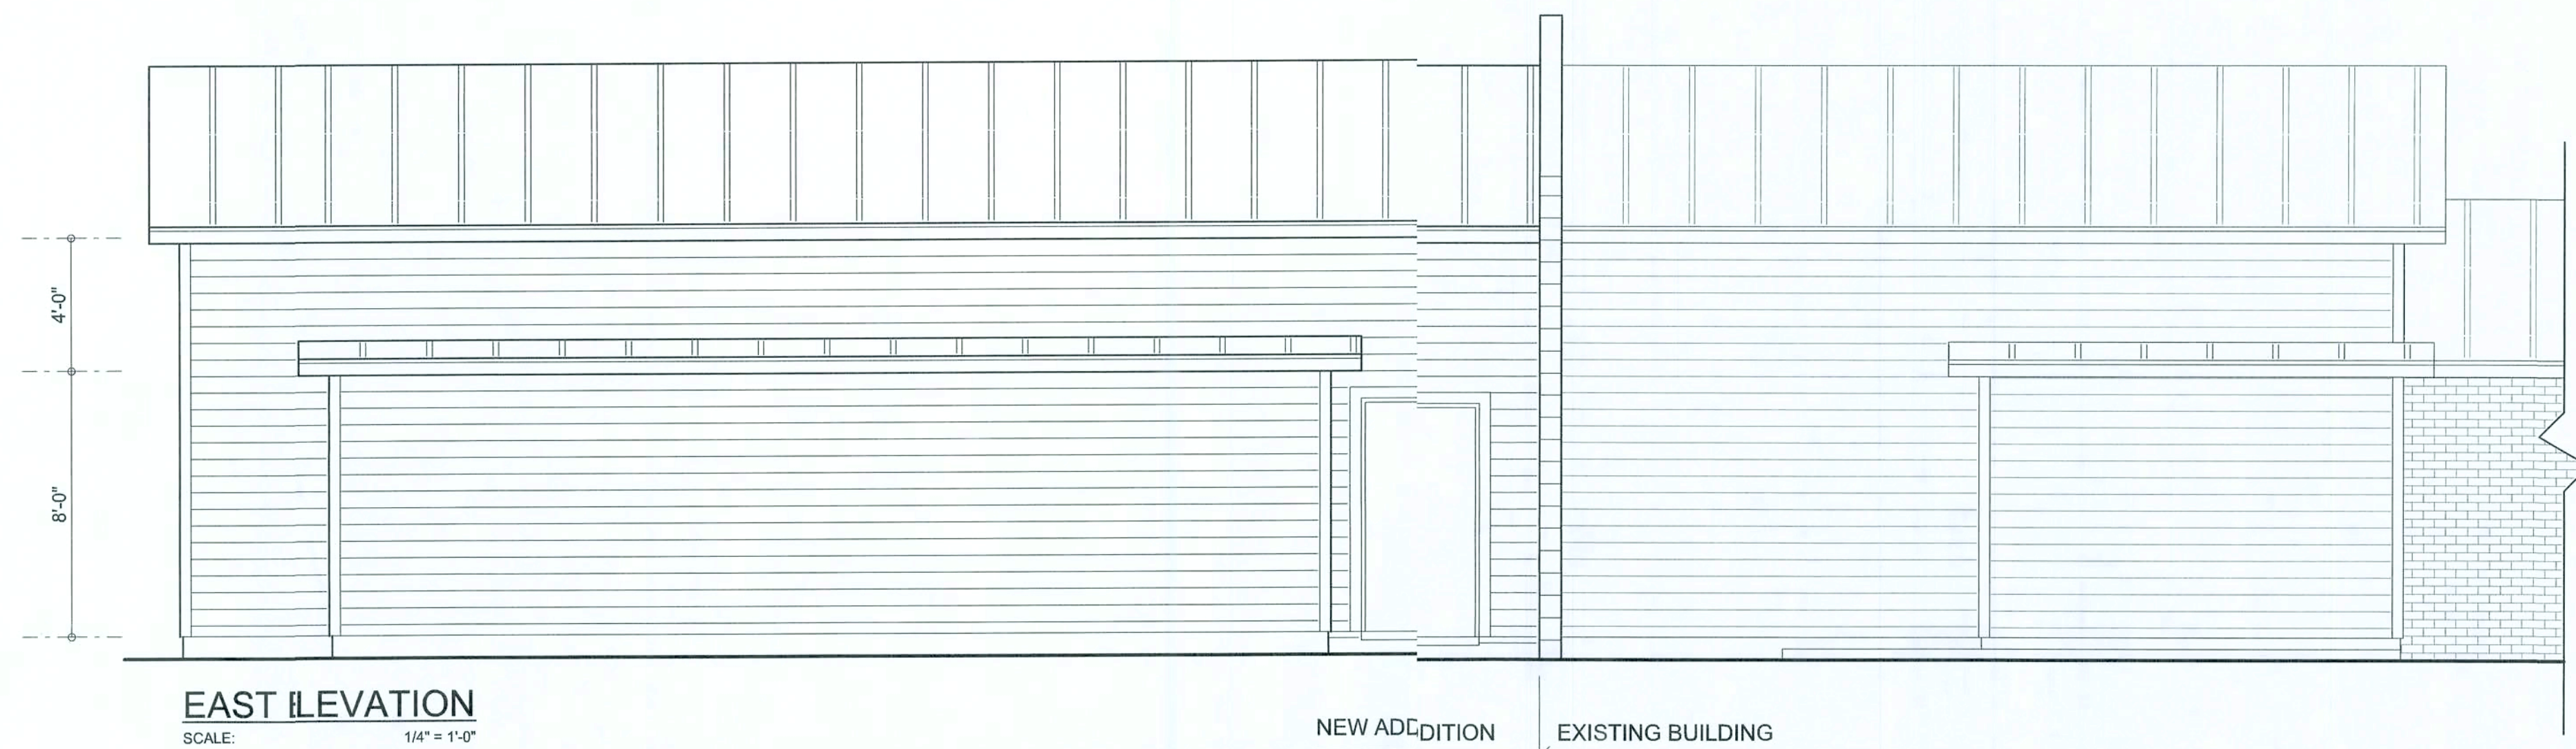 4'-0"
8'-0"
EAST ELEVATION
SCALE: 1/4" = 1'-0"
NEW ADDITION EXISTING BUILDING